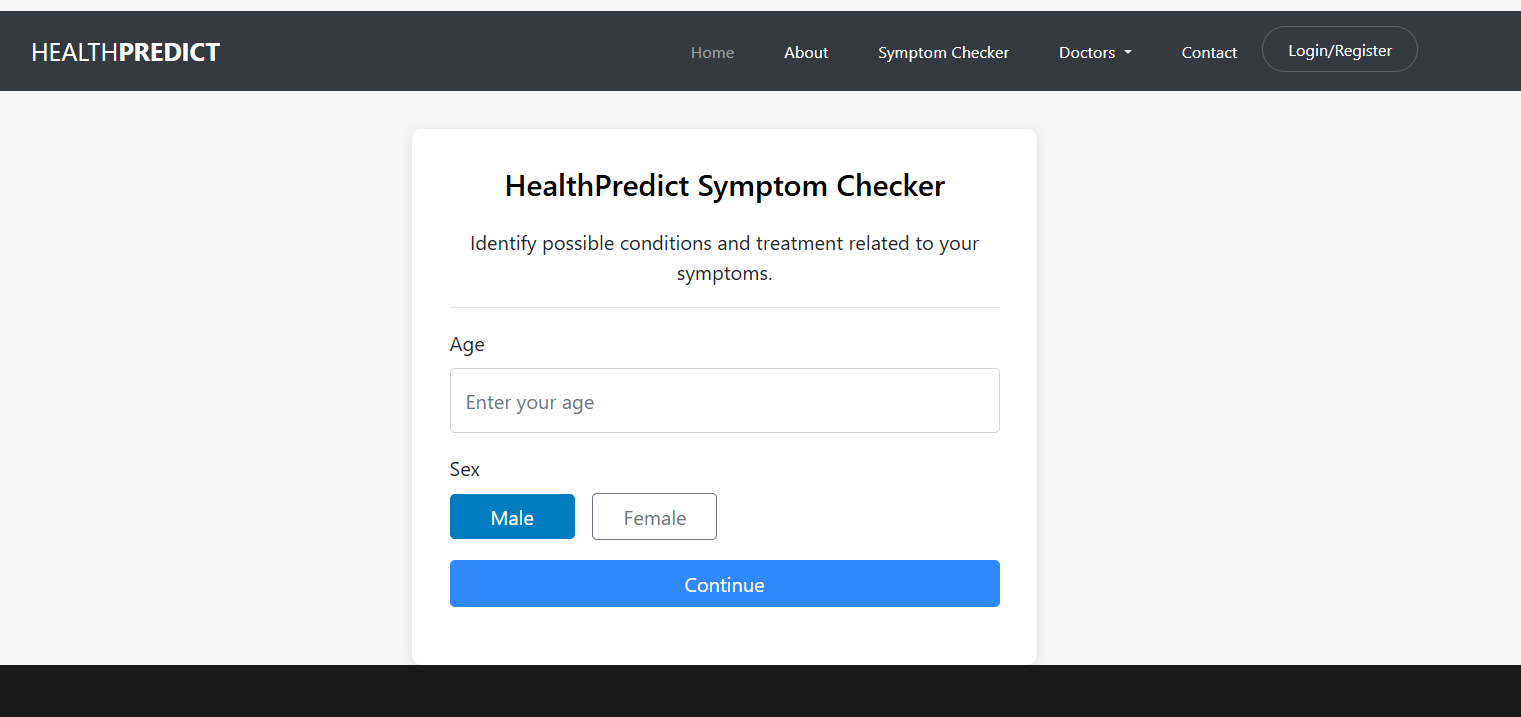 HEALTHPREDICT
Home About Symptom Checker Doctors Contact Login/Register
HealthPredict Symptom Checker
Identify possible conditions and treatment related to your
symptoms.
Age
Enter your age
Sex
Male Female
Continue